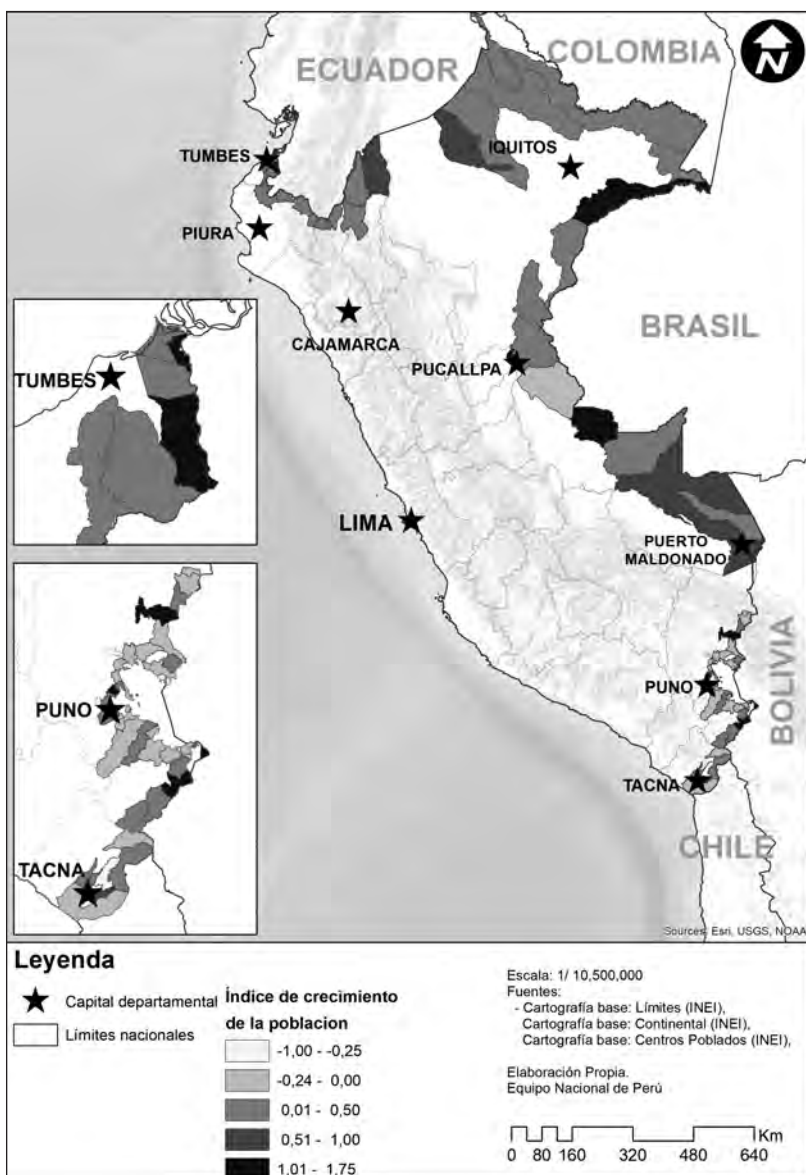 COLOMBIA
ECUADOR
N
TUMBES
IQUITOS
PIURA
BRASIL
CAJAMARCA
PUCALLPA
TUMBES
LIMA
PUERTO
MALDONADO
BOLIVIA
PUNO
PUNO
TACNA
TACNA
CHILE
Sources: Esri, USGS, NOAA
Leyenda
Capital departamental
Límites nacionales
Índice de crecimiento
de la poblacion
-1,00 - -0,25
-0,24 - 0,00
0,01 - 0,50
0,51 - 1,00
1,01 - 1,75
Escala: 1/ 10,500,000
Fuentes:
- Cartografía base: Límites (INEI),
Cartografía base: Continental (INEI),
Cartografía base: Centros Poblados (INEI),
Elaboración Propia.
Equipo Nacional de Perú
Km
0 80 160 320 480 640